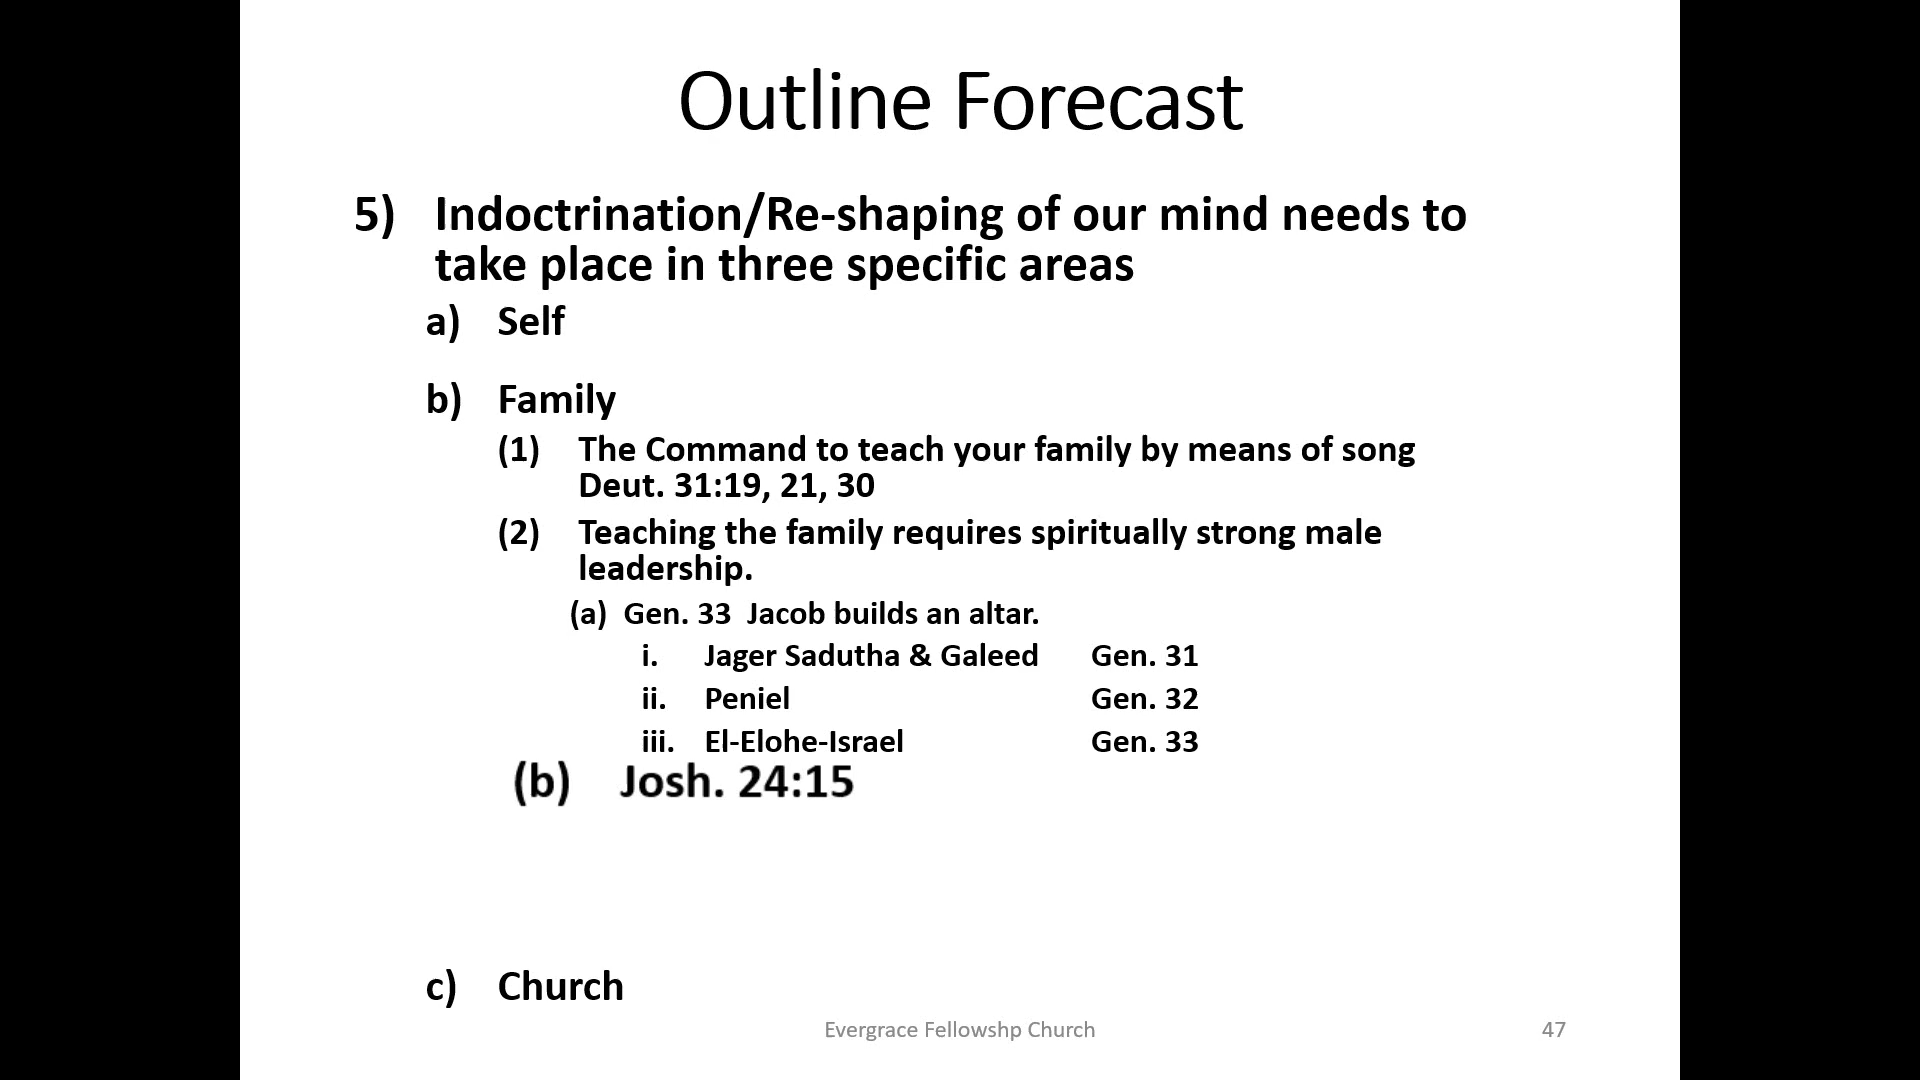 Outline Forecast
5) Indoctrination/Re-shaping of our mind needs to
take place in three specific areas
a) Self
b) Family
(1) The Command to teach your family by means of song
Deut. 31:19, 21, 30
(2) Teaching the family requires spiritually strong male
leadership.
(a) Gen. 33 Jacob builds an altar.
i. Jager Sadutha & Galeed Gen. 31
ii. Peniel Gen. 32
iii. El-Elohe-Israel Gen. 33
(b) Josh. 24:15
c) Church
Evergrace Fellowshp Church 47